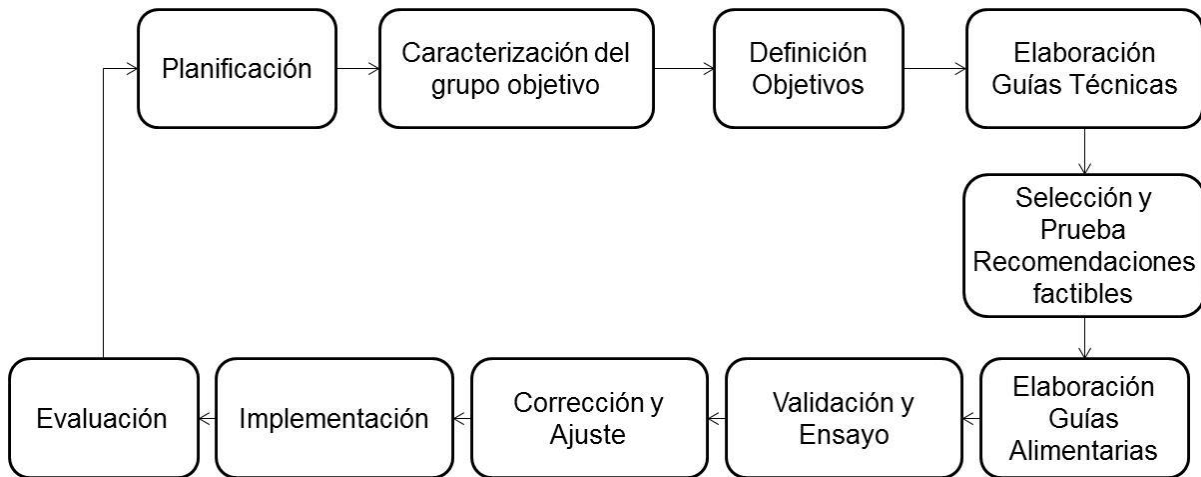 Planificación
Caracterización del
grupo objetivo
Definición
Objetivos
Elaboración
Guías Técnicas
Selección y
Prueba
Recomendaciones
factibles
Elaboración
Guías
Alimentarias
Validación y
Ensayo
Corrección y
Ajuste
Implementación
Evaluación